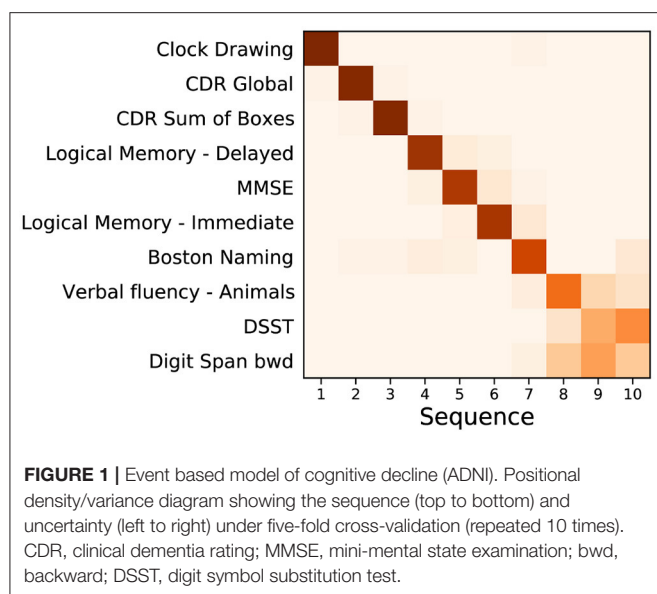 Clock Drawing
CDR Global
CDR Sum of Boxes
Logical Memory - Delayed
MMSE
Logical Memory - Immediate
Boston Naming
Verbal fluency - Animals
DSST
Digit Span bwd
1 2 3 4 5 6 7 8 9 10
Sequence
FIGURE 1 | Event based model of cognitive decline (ADNI). Positional
density/variance diagram showing the sequence (top to bottom) and
uncertainty (left to right) under five-fold cross-validation (repeated 10 times).
CDR, clinical dementia rating; MMSE, mini-mental state examination; bwd,
backward; DSST, digit symbol substitution test.